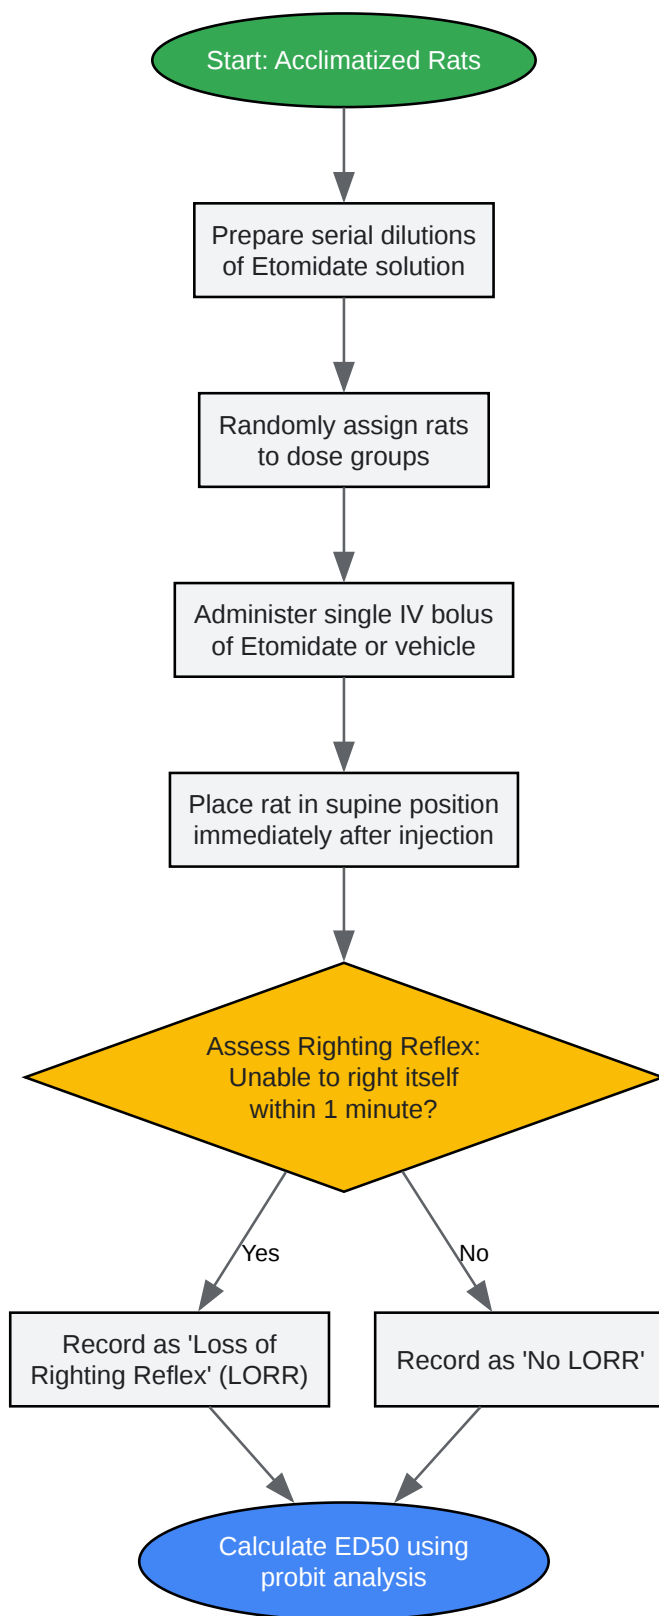 Start: Acclimatized Rats
Prepare serial dilutions
of Etomidate solution
Randomly assign rats
to dose groups
Administer single IV bolus
of Etomidate or vehicle
Place rat in supine position
immediately after injection
Assess Righting Reflex:
Unable to right itself
within 1 minute?
Yes
No
Record as 'Loss of
Righting Reflex' (LORR)
Record as 'No LORR'
Calculate ED50 using
probit analysis